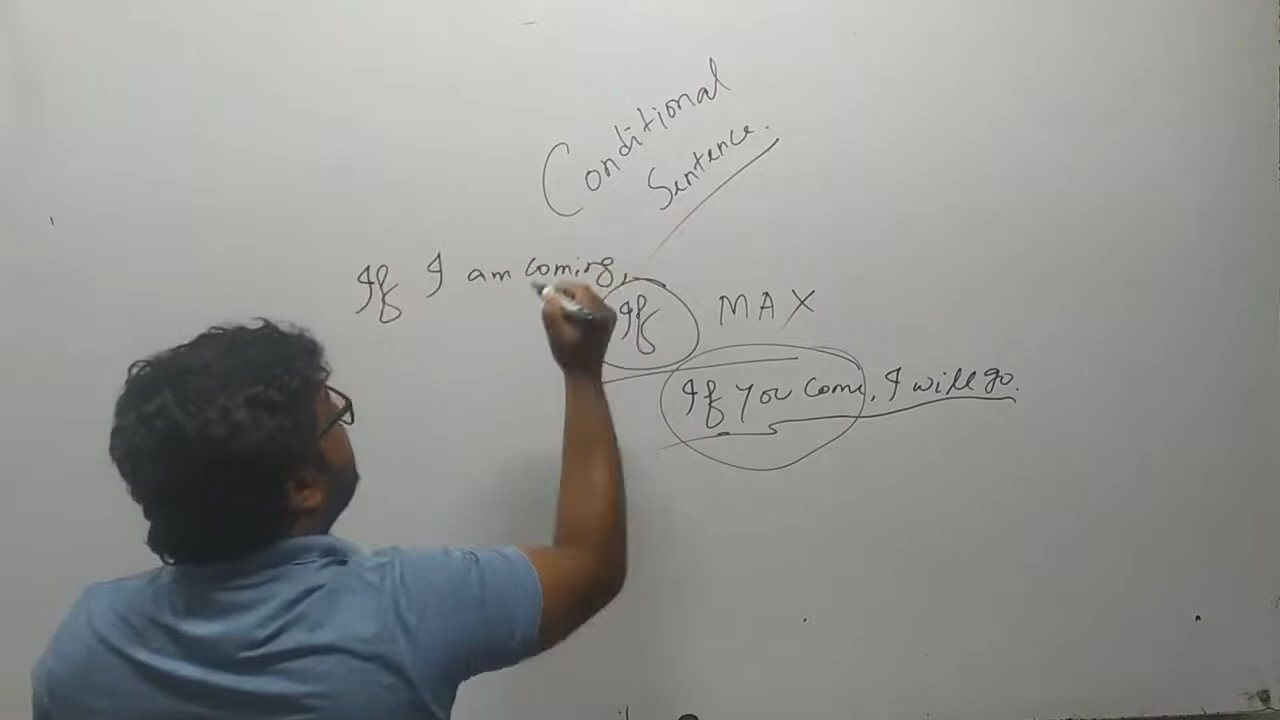 Conditional
Sentence.
If I am coming,
If MAX
If you come, I will go.